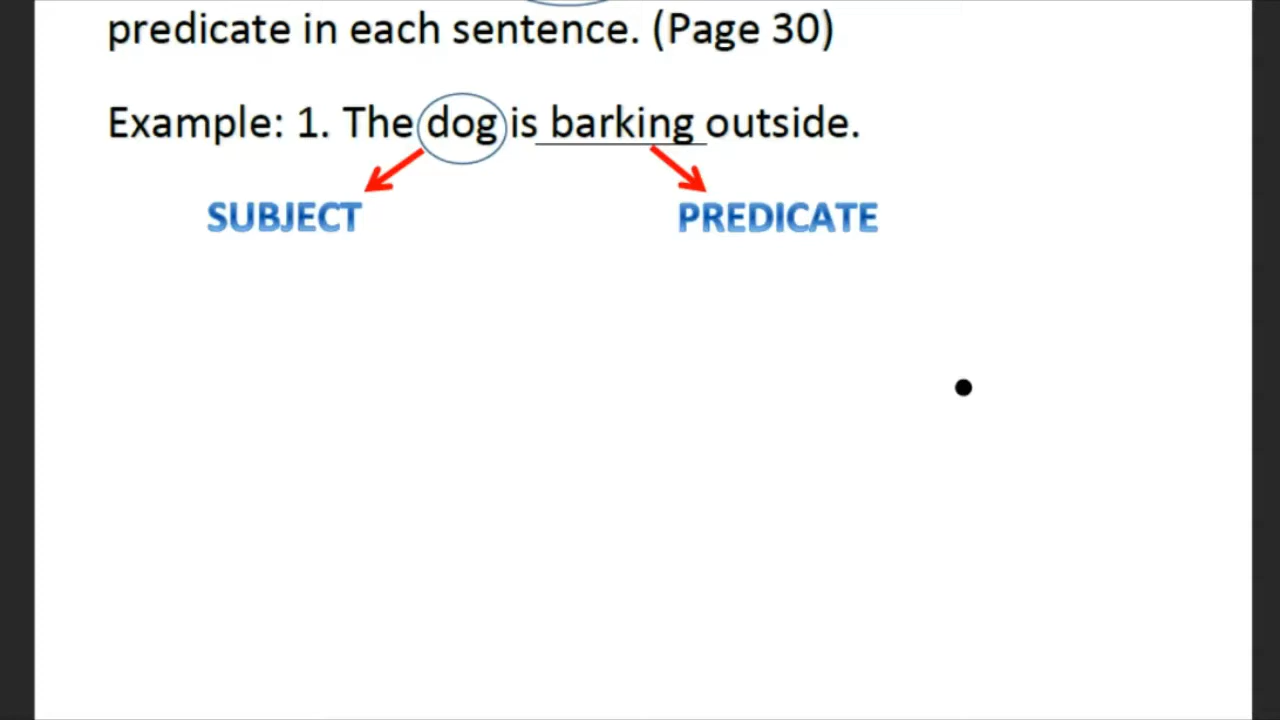 predicate in each sentence. (Page 30)
Example: 1. The dog is barking outside.
SUBJECT PREDICATE